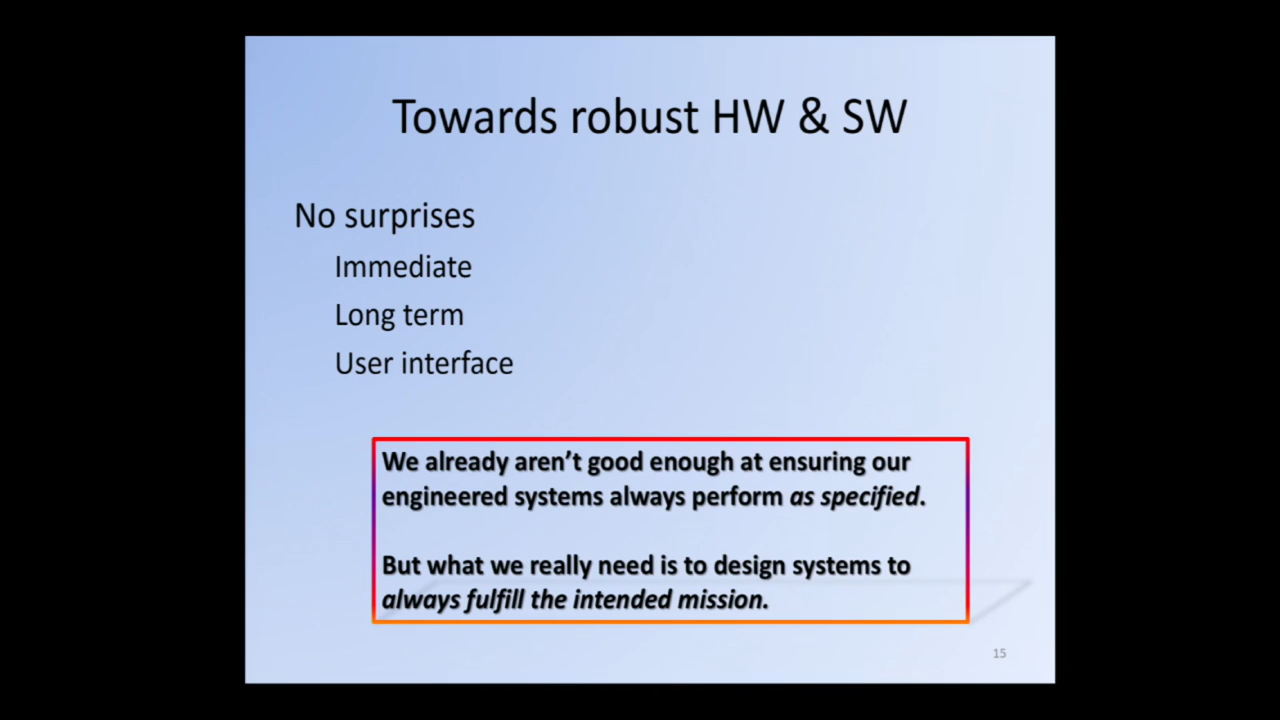 Towards robust HW & SW
No surprises
Immediate
Long term
User interface
We already aren’t good enough at ensuring our
engineered systems always perform as specified.
But what we really need is to design systems to
always fulfill the intended mission.
15